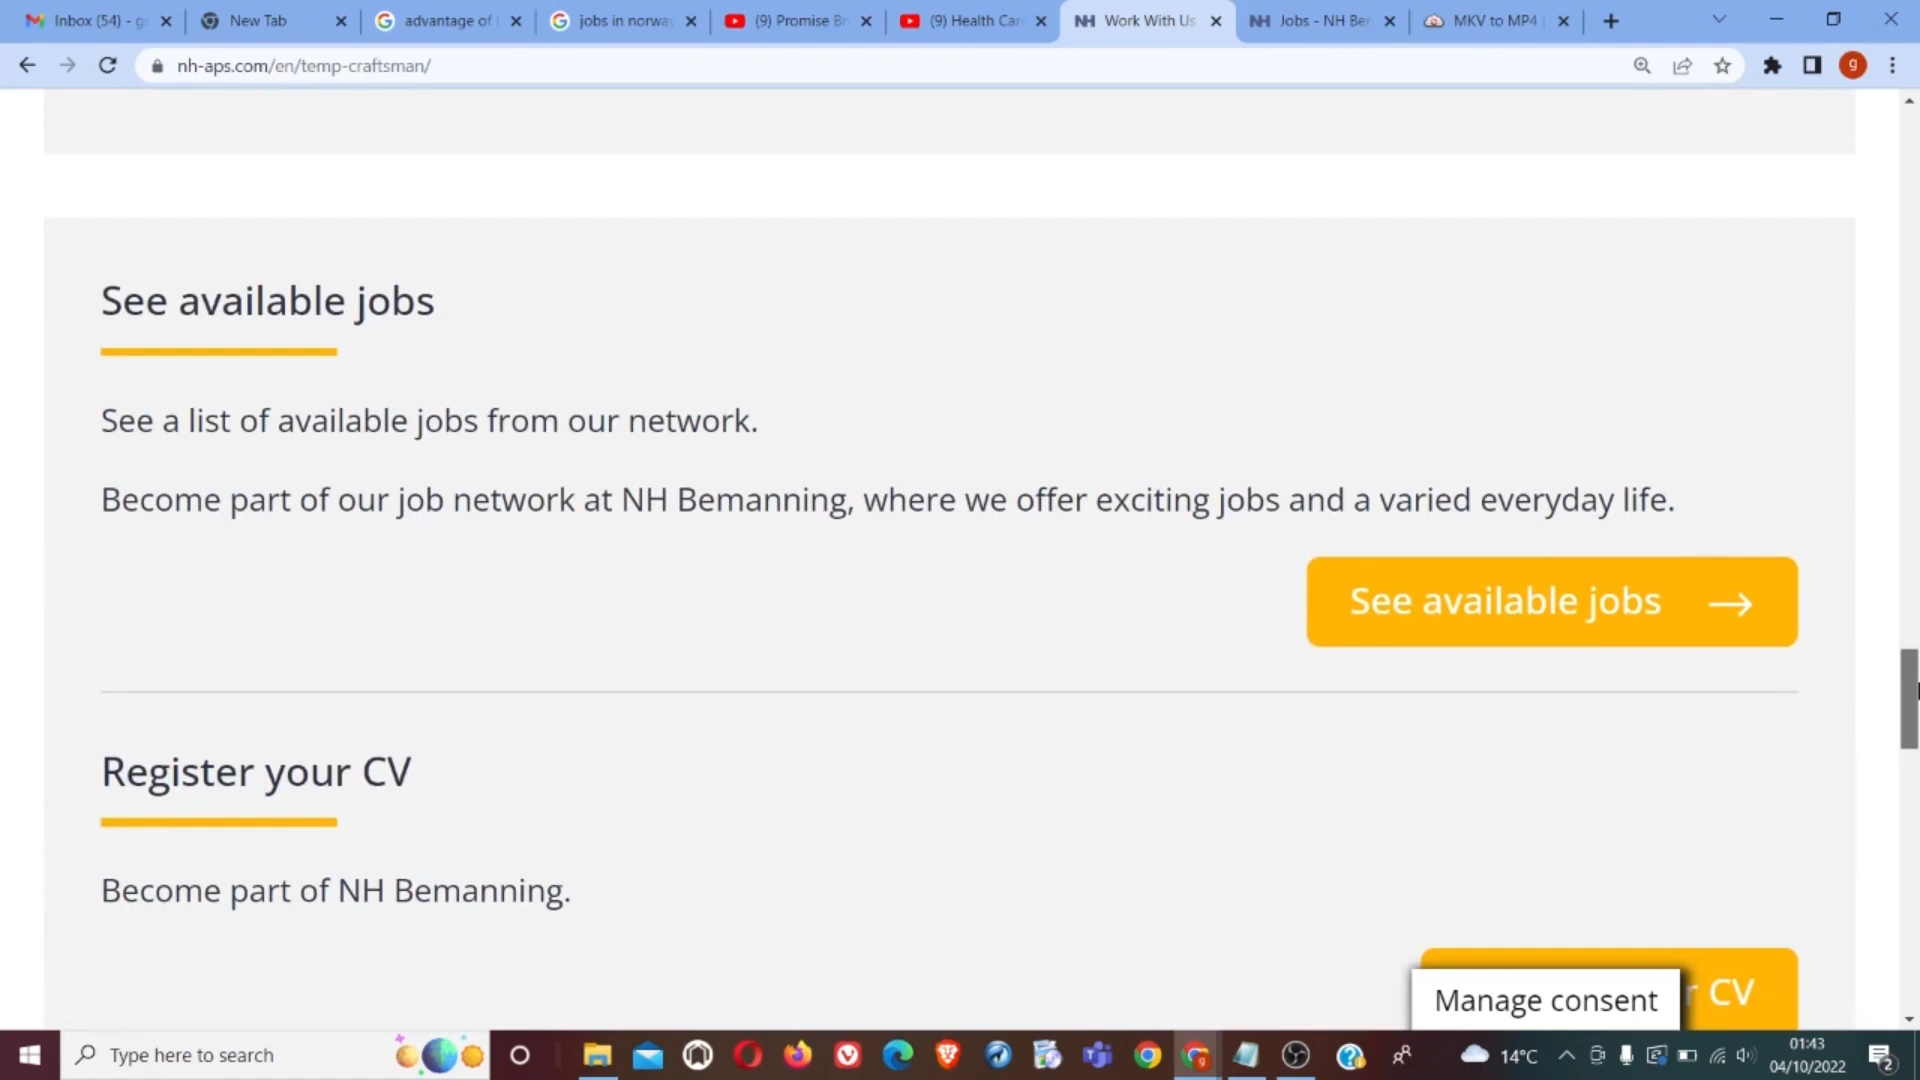 Inbox (54) - g
New Tab
advantage of
jobs in norwa
(9) Promise Br
(9) Health Car
NH Work With Us
NH Jobs - NH Ber
MKV to MP4
nh-aps.com/en/temp-craftsman/
g
See available jobs
See a list of available jobs from our network.
Become part of our job network at NH Bemanning, where we offer exciting jobs and a varied everyday life.
See available jobs →
Register your CV
Become part of NH Bemanning.
r CV
Manage consent
Type here to search
14°C
01:43
04/10/2022
2